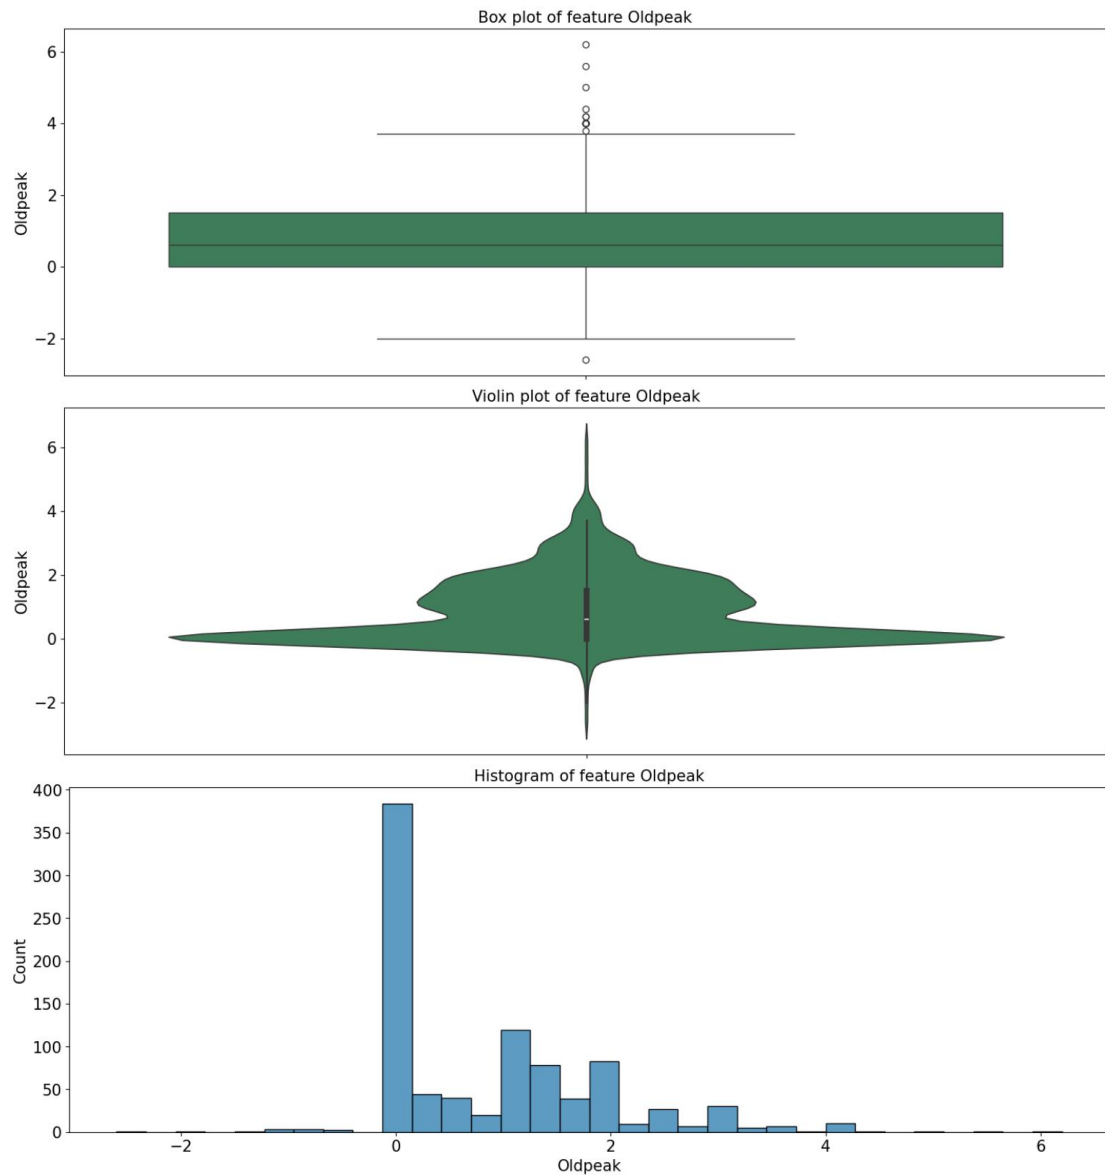 Box plot of feature Oldpeak
6
4
2
0
−2
Oldpeak
Violin plot of feature Oldpeak
6
4
2
0
−2
Oldpeak
Histogram of feature Oldpeak
400
350
300
250
200
150
100
50
0
Count
−2 0 2 4 6
Oldpeak